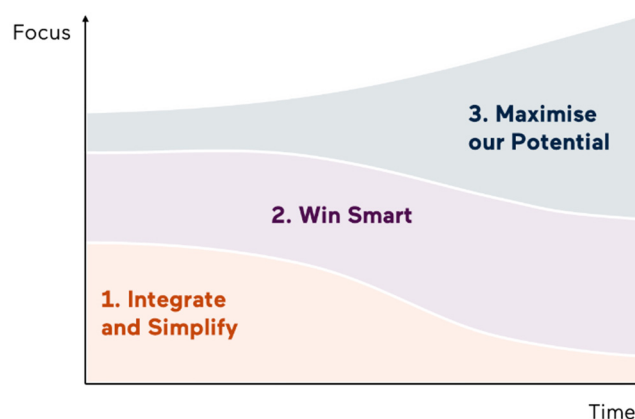 Focus
3. Maximise
our Potential
2. Win Smart
1. Integrate
and Simplify
Time